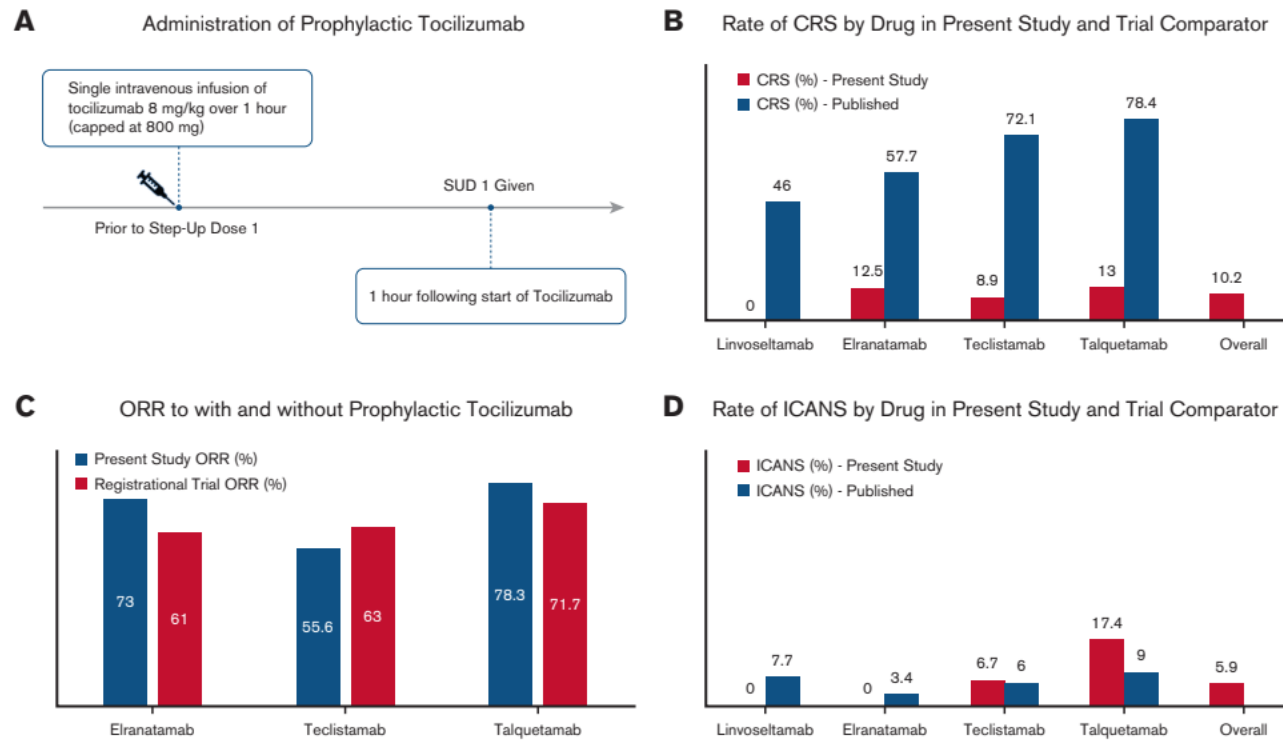 A
Administration of Prophylactic Tocilizumab
Single intravenous infusion of
tocilizumab 8 mg/kg over 1 hour
(capped at 800 mg)
SUD 1 Given
Prior to Step-Up Dose 1
1 hour following start of Tocilizumab
B
Rate of CRS by Drug in Present Study and Trial Comparator
CRS (%) - Present Study
CRS (%) - Published
0
46
12.5
57.7
8.9
72.1
13
78.4
10.2
Linvoseltamab
Elranatamab
Teclistamab
Talquetamab
Overall
C
ORR to with and without Prophylactic Tocilizumab
Present Study ORR (%)
Registrational Trial ORR (%)
73
61
55.6
63
78.3
71.7
Elranatamab
Teclistamab
Talquetamab
D
Rate of ICANS by Drug in Present Study and Trial Comparator
ICANS (%) - Present Study
ICANS (%) - Published
0
7.7
0
3.4
6.7
6
17.4
9
5.9
Linvoseltamab
Elranatamab
Teclistamab
Talquetamab
Overall